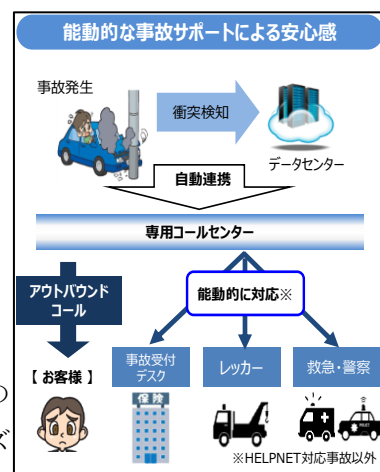 能動的な事故サポートによる安心感
事故発生
衝突検知
データセンター
自動連携
専用コールセンター
アウトバウンド
コール
能動的に対応※
【 お客様 】
事故受付
デスク
レッカー
救急・警察
保険
の
ズ
※HELPNET対応事故以外